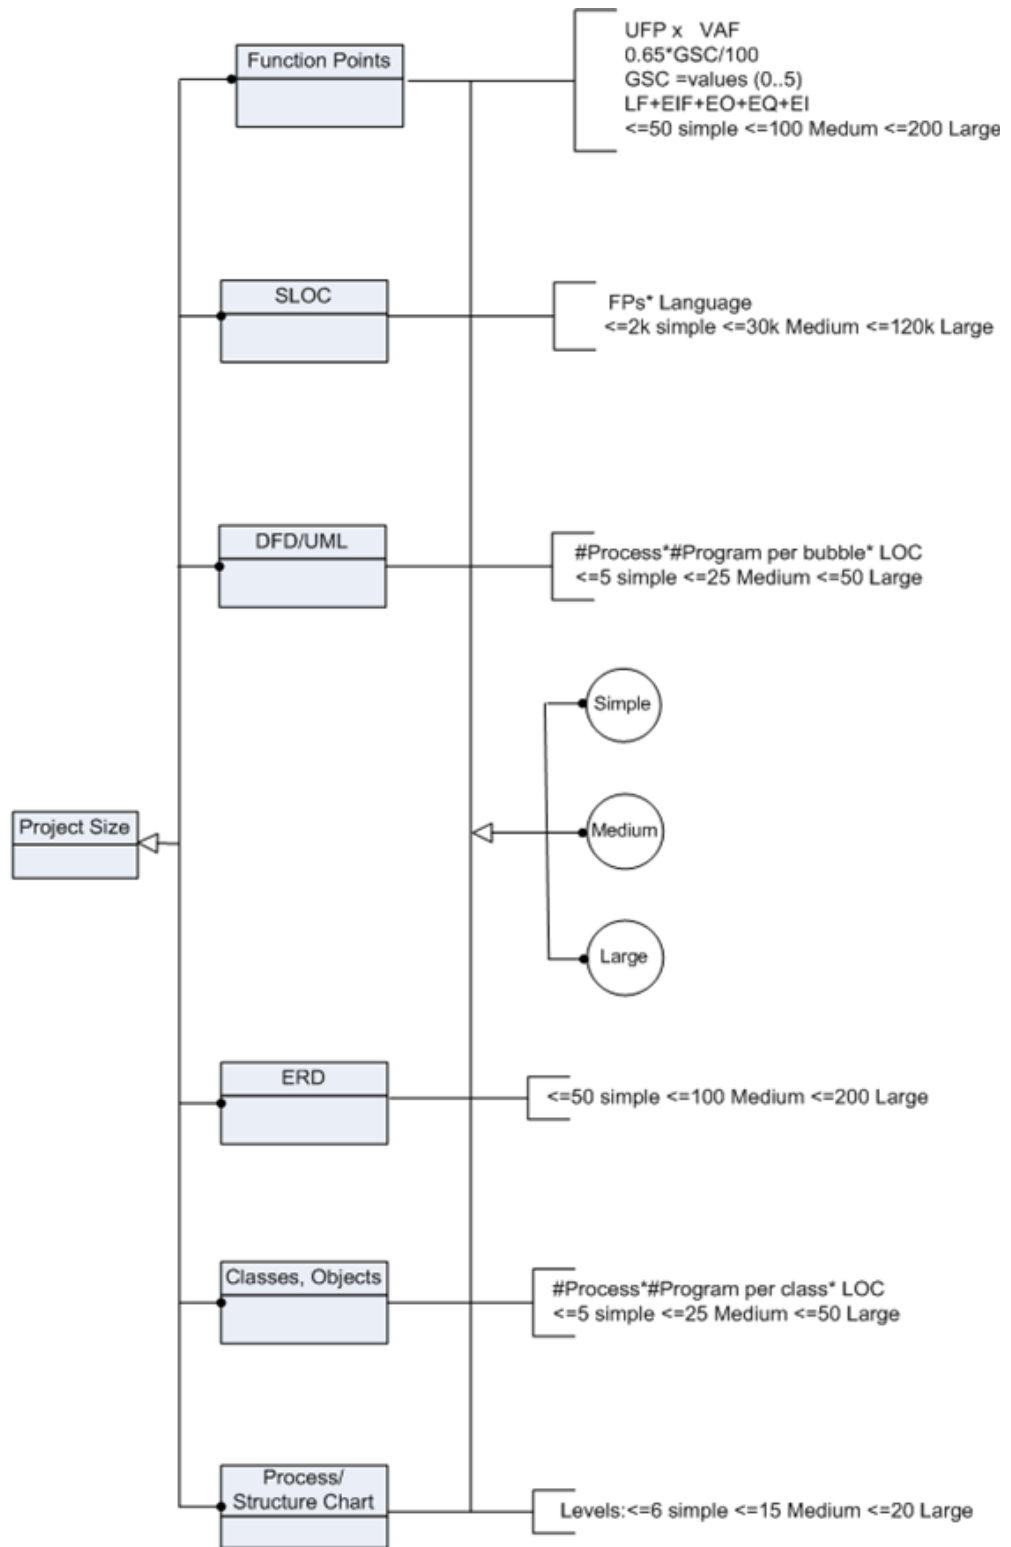 Function Points
UFP x VAF
0.65*GSC/100
GSC =values (0..5)
LF+EIF+EO+EQ+EI
<=50 simple <=100 Medum <=200 Large
SLOC
FPs* Language
<=2k simple <=30k Medium <=120k Large
DFD/UML
#Process*#Program per bubble* LOC
<=5 simple <=25 Medium <=50 Large
Simple
Project Size
Medium
Large
ERD
<=50 simple <=100 Medium <=200 Large
Classes, Objects
#Process*#Program per class* LOC
<=5 simple <=25 Medium <=50 Large
Process/
Structure Chart
Levels:<=6 simple <=15 Medium <=20 Large